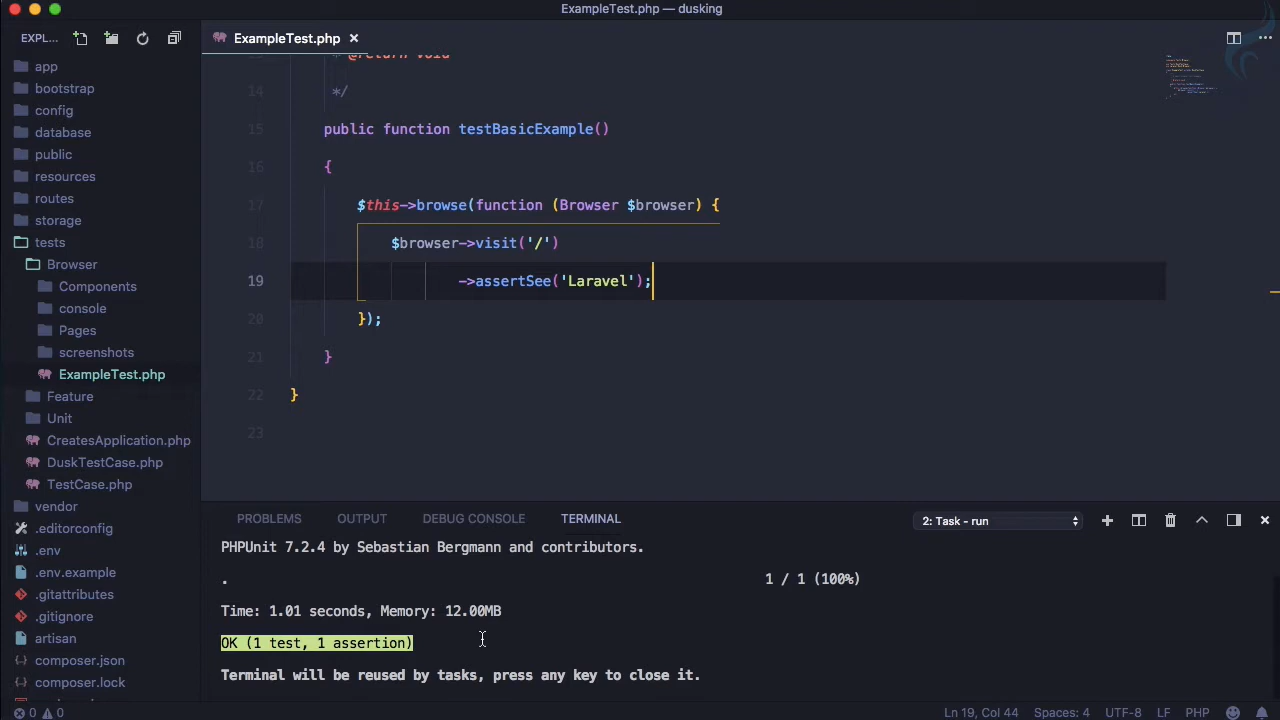 ExampleTest.php — dusking
EXPL...
ExampleTest.php
app
bootstrap
config
database
public
resources
routes
storage
tests
Browser
Components
console
Pages
screenshots
ExampleTest.php
Feature
Unit
CreatesApplication.php
DuskTestCase.php
TestCase.php
vendor
.editorconfig
.env
.env.example
.gitattributes
.gitignore
artisan
composer.json
composer.lock
* @return void
14 */
15 public function testBasicExample()
16 {
17 $this->browse(function (Browser $browser) {
18 $browser->visit('/')
19 ->assertSee('Laravel');
20 });
21 }
22 }
23
PROBLEMS OUTPUT DEBUG CONSOLE TERMINAL 2: Task - run
PHPUnit 7.2.4 by Sebastian Bergmann and contributors.
. 1 / 1 (100%)
Time: 1.01 seconds, Memory: 12.00MB
OK (1 test, 1 assertion)
Terminal will be reused by tasks, press any key to close it.
0 0 Ln 19, Col 44 Spaces: 4 UTF-8 LF PHP